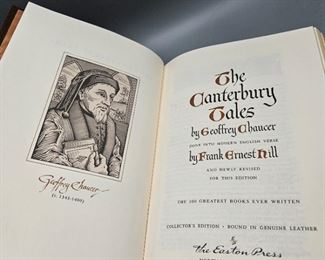 Geoffrey Chaucer
(c. 1343-1400)
The
Canterbury
Tales
by Geoffrey Chaucer
DONE INTO MODERN ENGLISH VERSE
by Frank Ernest Hill
AND NEWLY REVISED
FOR THIS EDITION
THE 100 GREATEST BOOKS EVER WRITTEN
COLLECTOR'S EDITION · BOUND IN GENUINE LEATHER
The Easton Press